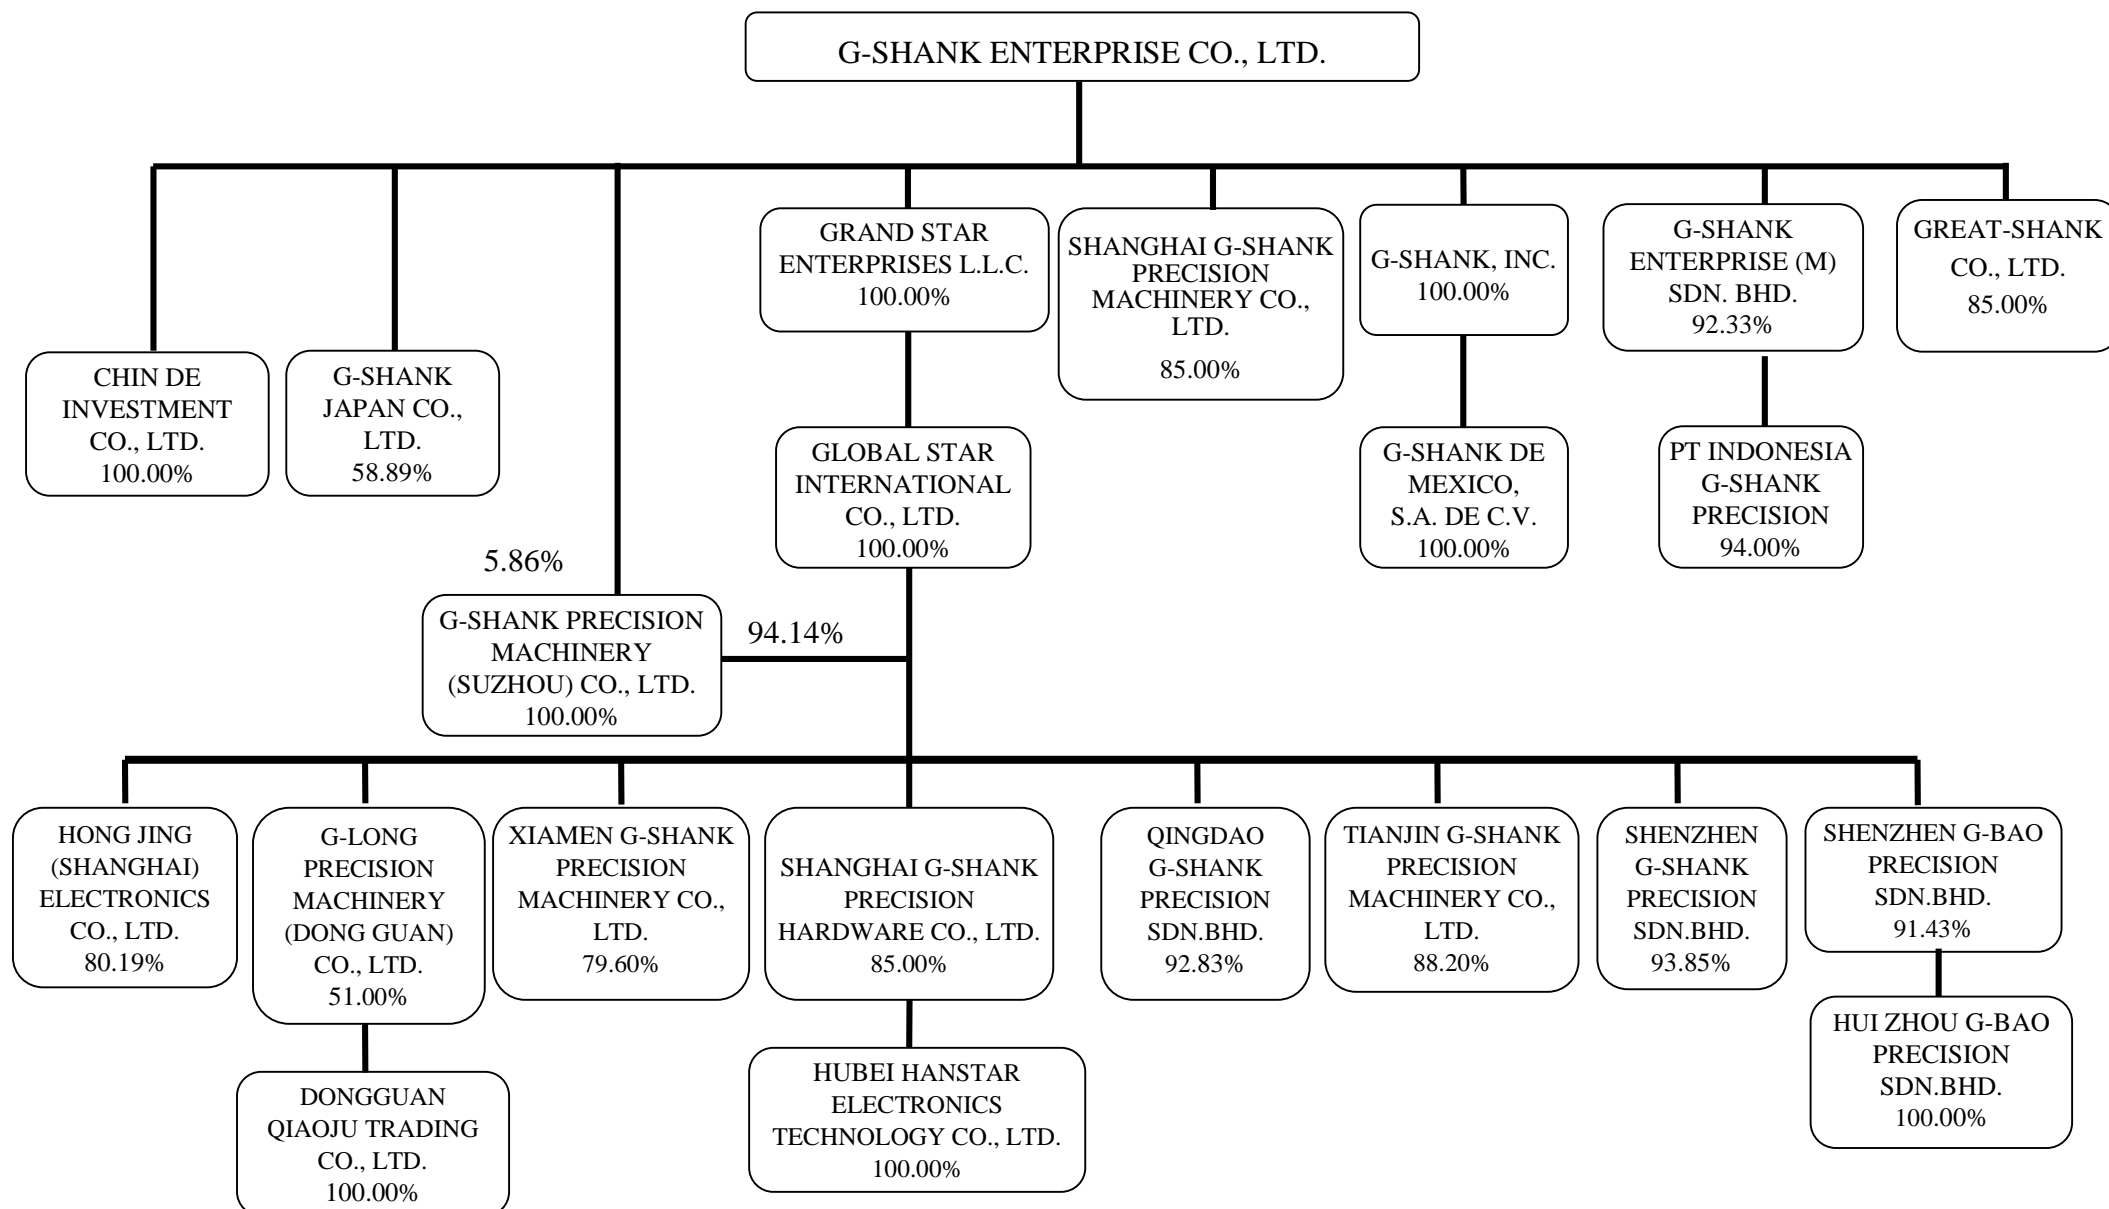 G-SHANK ENTERPRISE CO., LTD.
GRAND STAR
ENTERPRISES L.L.C.
100.00%
SHANGHAI G-SHANK
PRECISION
MACHINERY CO.,
LTD.
85.00%
G-SHANK, INC.
100.00%
G-SHANK
ENTERPRISE (M)
SDN. BHD.
92.33%
GREAT-SHANK
CO., LTD.
85.00%
CHIN DE
INVESTMENT
CO., LTD.
100.00%
G-SHANK
JAPAN CO.,
LTD.
58.89%
GLOBAL STAR
INTERNATIONAL
CO., LTD.
100.00%
G-SHANK DE
MEXICO,
S.A. DE C.V.
100.00%
PT INDONESIA
G-SHANK
PRECISION
94.00%
5.86%
G-SHANK PRECISION
MACHINERY
(SUZHOU) CO., LTD.
100.00%
94.14%
HONG JING
(SHANGHAI)
ELECTRONICS
CO., LTD.
80.19%
G-LONG
PRECISION
MACHINERY
(DONG GUAN)
CO., LTD.
51.00%
XIAMEN G-SHANK
PRECISION
MACHINERY CO.,
LTD.
79.60%
SHANGHAI G-SHANK
PRECISION
HARDWARE CO., LTD.
85.00%
QINGDAO
G-SHANK
PRECISION
SDN.BHD.
92.83%
TIANJIN G-SHANK
PRECISION
MACHINERY CO.,
LTD.
88.20%
SHENZHEN
G-SHANK
PRECISION
SDN.BHD.
93.85%
SHENZHEN G-BAO
PRECISION
SDN.BHD.
91.43%
DONGGUAN
QIAOJU TRADING
CO., LTD.
100.00%
HUBEI HANSTAR
ELECTRONICS
TECHNOLOGY CO., LTD.
100.00%
HUI ZHOU G-BAO
PRECISION
SDN.BHD.
100.00%